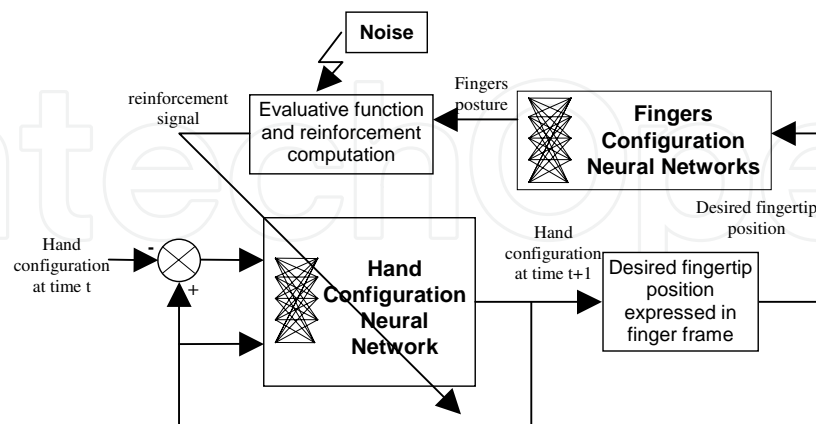 Noise
reinforcement
signal
Evaluative function
and reinforcement
computation
Fingers
posture
Fingers
Configuration
Neural Networks
Desired fingertip
position
Hand
configuration
at time t
-
+
Hand
Configuration
Neural
Network
Hand
configuration
at time t+1
Desired fingertip
position
expressed in
finger frame
ntechOpe